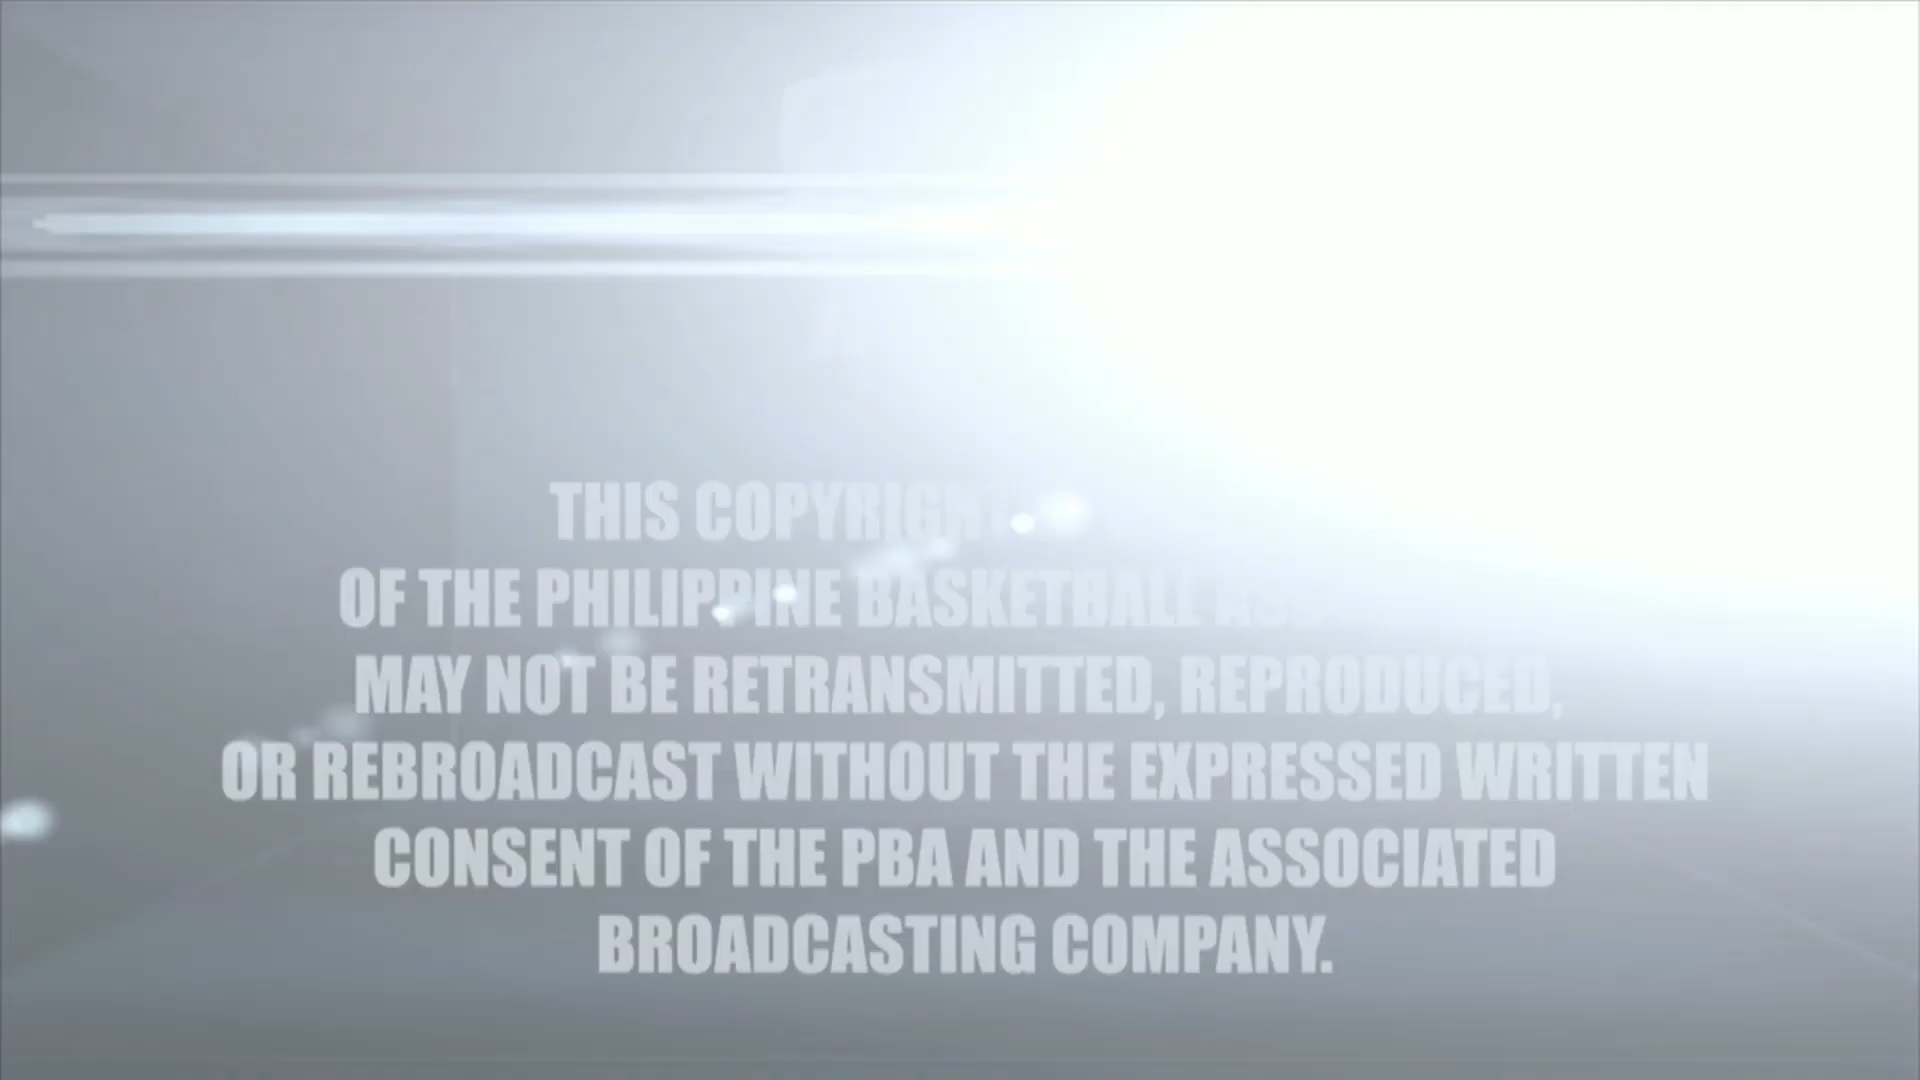 THIS COPYRIGHT
OF THE PHILIPPINE BASKETBALL
MAY NOT BE RETRANSMITTED, REPRODUCED,
OR REBROADCAST WITHOUT THE EXPRESSED WRITTEN
CONSENT OF THE PBA AND THE ASSOCIATED
BROADCASTING COMPANY.